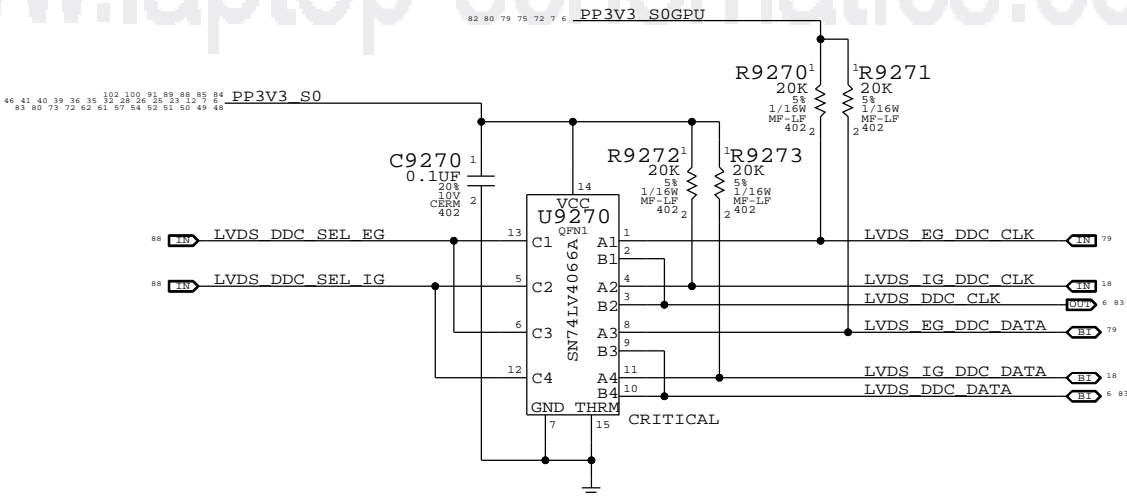 82 80 79 75 72 7 6 PP3V3_S0GPU
R9270 1
20K
5%
1/16W
MF-LF
402 2
1 R9271
20K
5%
1/16W
MF-LF
2 402
102 100 91 89 88 85 84
46 41 40 39 36 35 32 28 26 25 23 12 7 6 PP3V3_S0
83 80 73 72 62 61 57 54 52 51 50 49 48
C9270 1
0.1UF
20%
10V
CERM
402
2
R9272 1
20K
5%
1/16W
MF-LF
402 2
1 R9273
20K
5%
1/16W
MF-LF
2 402
14
VCC
U9270
QFN1
SN74LV4066A
88 IN LVDS_DDC_SEL_EG 13 C1
A1 1 LVDS_EG_DDC_CLK IN 79
B1 2
88 IN LVDS_DDC_SEL_IG 5 C2
A2 4 LVDS_IG_DDC_CLK IN 18
B2 3 LVDS_DDC_CLK OUT 6 83
6 C3
A3 8 LVDS_EG_DDC_DATA BI 79
B3 9
12 C4
A4 11 LVDS_IG_DDC_DATA BI 18
B4 10 LVDS_DDC_DATA BI 6 83
GND THRM
7 15
CRITICAL